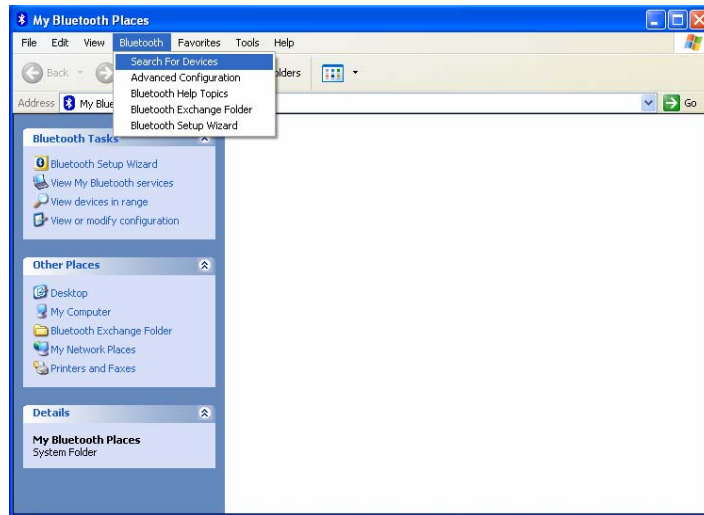 My Bluetooth Places
File Edit View Bluetooth Favorites Tools Help
Search For Devices
Advanced Configuration
Bluetooth Help Topics
Bluetooth Exchange Folder
Bluetooth Setup Wizard
Back
Address My Blue
Go
Bluetooth Tasks
Bluetooth Setup Wizard
View My Bluetooth services
View devices in range
View or modify configuration
Other Places
Desktop
My Computer
Bluetooth Exchange Folder
My Network Places
Printers and Faxes
Details
My Bluetooth Places
System Folder